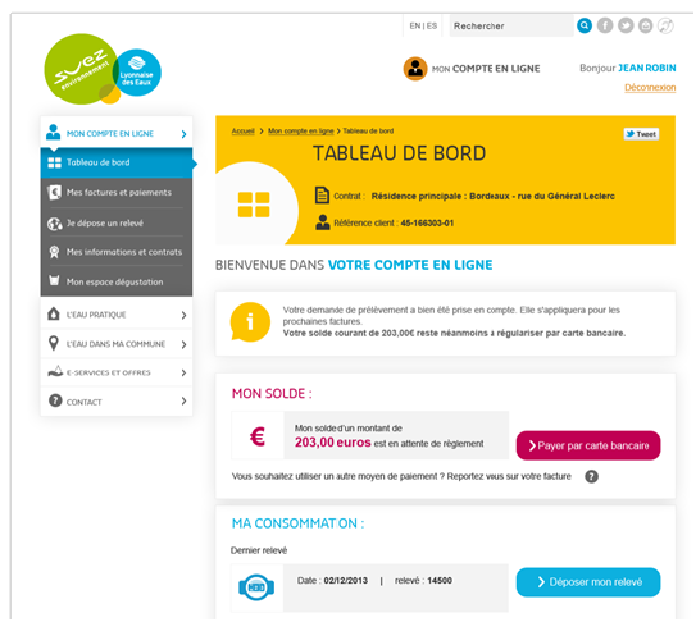 EN | ES
Rechercher
suez
environnement
Lyonnaise
des Eaux
MON COMPTE EN LIGNE
Bonjour JEAN ROBIN
Déconnexion
MON COMPTE EN LIGNE
Tableau de bord
Mes factures et paiements
Je dépose un relevé
Mes informations et contrats
Mon espace dégustation
L'EAU PRATIQUE
L'EAU DANS MA COMMUNE
E-SERVICES ET OFFRES
CONTACT
Accueil > Mon compte en ligne > Tableau de bord
Tweet
TABLEAU DE BORD
Contrat : Résidence principale : Bordeaux - rue du Général Leclerc
Référence client : 45-166303-01
BIENVENUE DANS VOTRE COMPTE EN LIGNE
Votre demande de prélèvement a bien été prise en compte. Elle s'appliquera pour les
prochaines factures.
Votre solde courant de 203,00€ reste néanmoins à régulariser par carte bancaire.
MON SOLDE :
€
Mon solde d'un montant de
203,00 euros est en attente de règlement
Payer par carte bancaire
Vous souhaitez utiliser un autre moyen de paiement ? Reportez vous sur votre facture ?
MA CONSOMMATION :
Dernier relevé
Date : 02/12/2013 | relevé : 14500
Déposer mon relevé